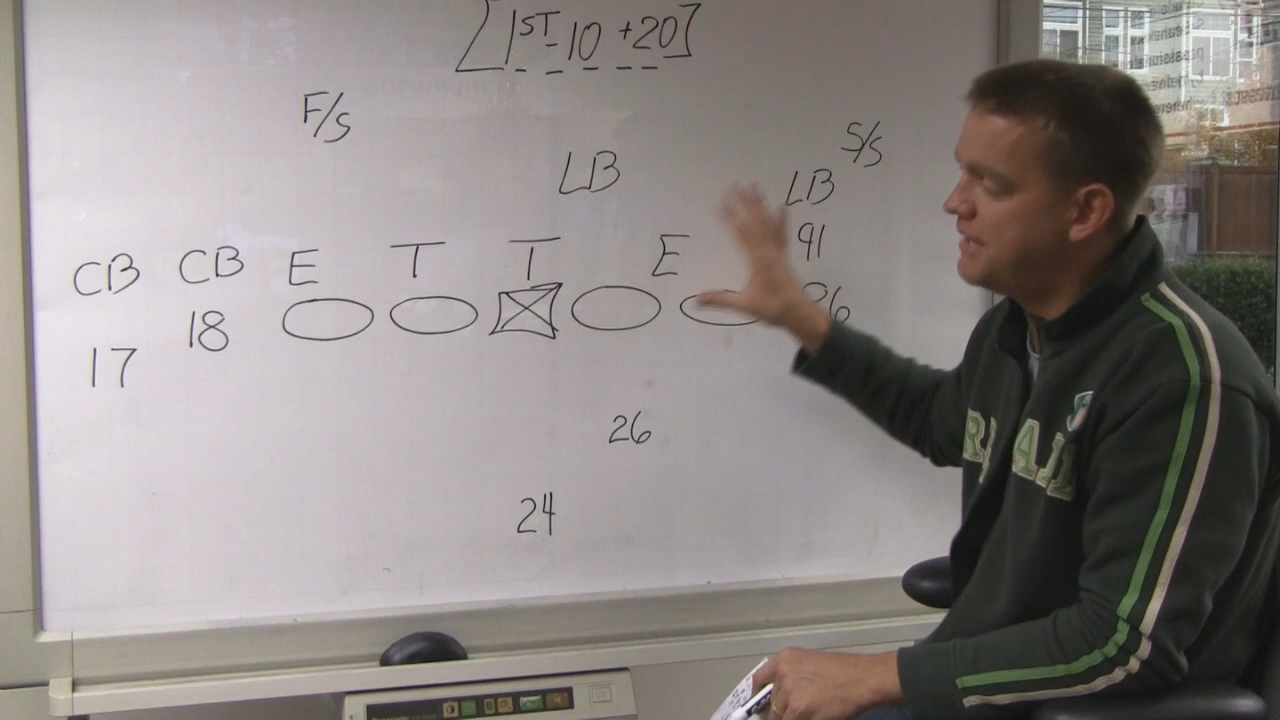 [1ST-10 +20]
F/S
S/S
LB
LB
CB CB E T T E 91
18
17
26
24